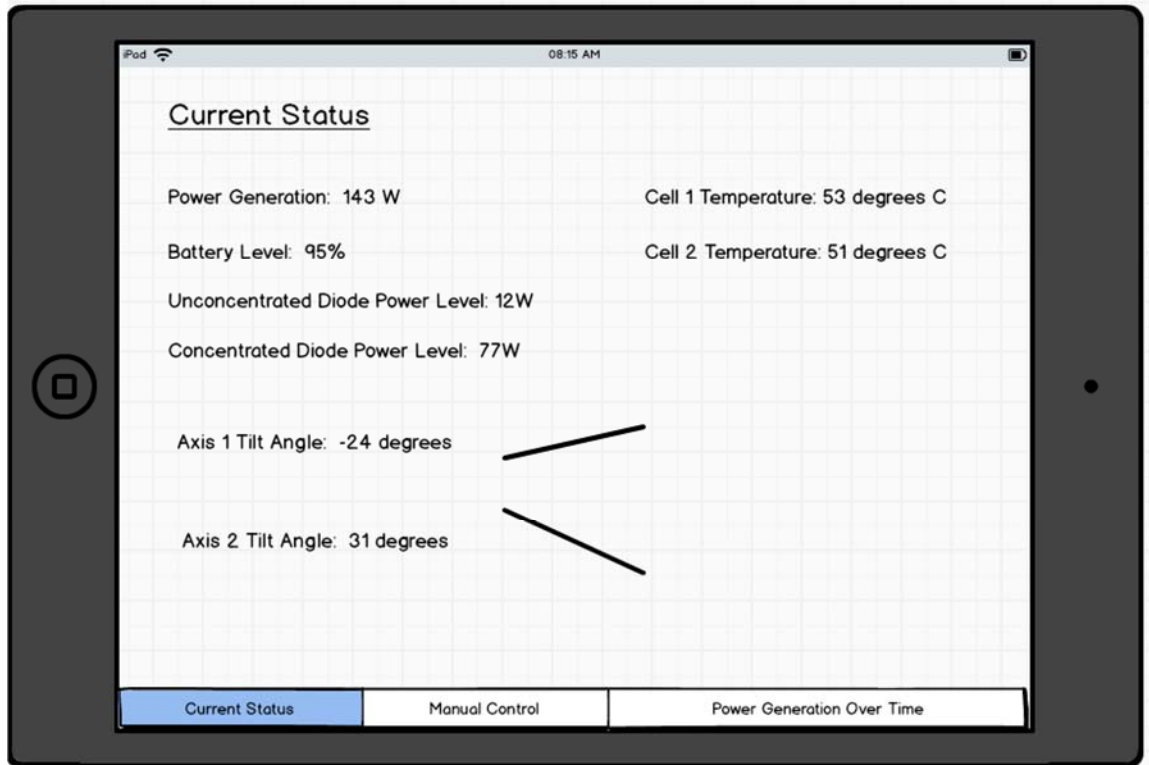 iPad 08:15 AM
Current Status
Power Generation: 143 W
Cell 1 Temperature: 53 degrees C
Battery Level: 95%
Cell 2 Temperature: 51 degrees C
Unconcentrated Diode Power Level: 12W
Concentrated Diode Power Level: 77W
Axis 1 Tilt Angle: -24 degrees
Axis 2 Tilt Angle: 31 degrees
Current Status
Manual Control
Power Generation Over Time